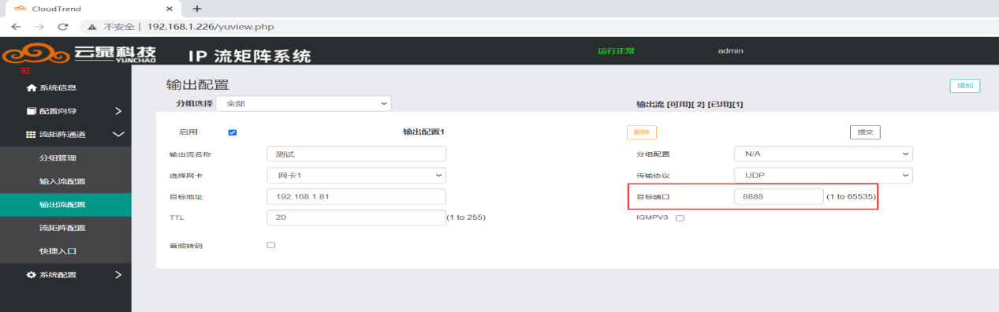 CloudTrend
不安全 | 192.168.1.226/yuview.php
云晁科技
YUNCHAO
IP 流矩阵系统
运行正常
admin
系统信息
配置向导
流矩阵通道
分组管理
输入流配置
输出流配置
流矩阵配置
快捷入口
系统配置
输出配置
添加
分组选择 全部
输出流 [可用][ 2] [已用][1]
启用
输出配置1
删除
提交
输出流名称 测试
分组配置 N/A
选择网卡 网卡1
传输协议 UDP
目标地址 192.168.1.81
目标端口 8888 (1 to 65535)
TTL 20 (1 to 255)
IGMPV3
音频转码